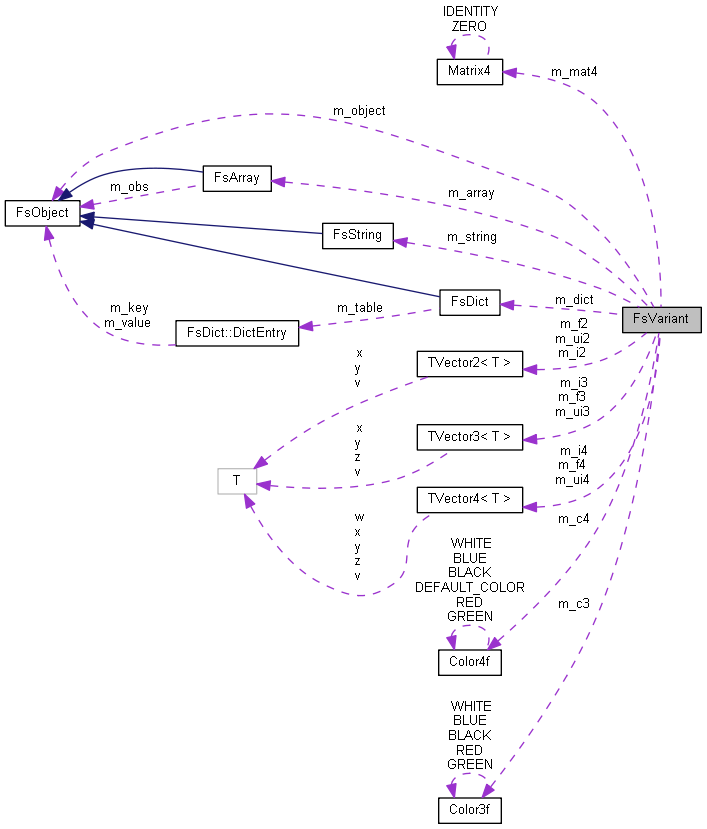 IDENTITY
ZERO
Matrix4
m_mat4
m_object
FsArray
m_obs
m_array
FsObject
FsString
m_string
FsDict
m_dict
m_table
m_key
m_value
FsDict::DictEntry
FsVariant
m_f2
m_ui2
m_i2
x
y
v
TVector2< T >
m_i3
m_f3
m_ui3
x
y
z
v
TVector3< T >
T
m_i4
m_f4
m_ui4
TVector4< T >
w
x
y
z
v
m_c4
WHITE
BLUE
BLACK
DEFAULT_COLOR
RED
GREEN
m_c3
Color4f
WHITE
BLUE
BLACK
RED
GREEN
Color3f